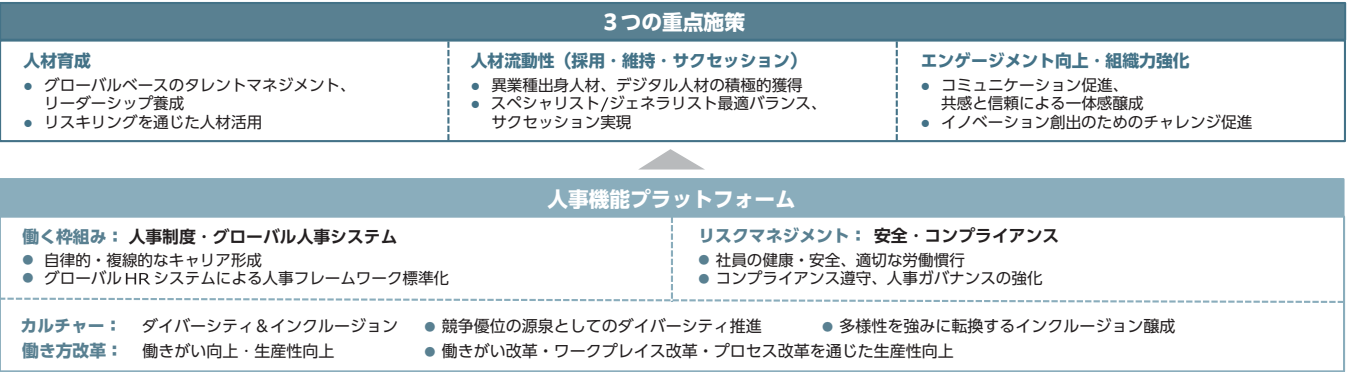 ３つの重点施策
人材育成
● グローバルベースのタレントマネジメント、
リーダーシップ養成
● リスキリングを通じた人材活用
人材流動性（採用・維持・サクセッション）
● 異業種出身人材、デジタル人材の積極的獲得
● スペシャリスト/ジェネラリスト最適バランス、
サクセッション実現
エンゲージメント向上・組織力強化
● コミュニケーション促進、
共感と信頼による一体感醸成
● イノベーション創出のためのチャレンジ促進
人事機能プラットフォーム
働く枠組み： 人事制度・グローバル人事システム
● 自律的・複線的なキャリア形成
● グローバル HR システムによる人事フレームワーク標準化
リスクマネジメント： 安全・コンプライアンス
● 社員の健康・安全、適切な労働慣行
● コンプライアンス遵守、人事ガバナンスの強化
カルチャー： ダイバーシティ＆インクルージョン ● 競争優位の源泉としてのダイバーシティ推進 ● 多様性を強みに転換するインクルージョン醸成
働き方改革： 働きがい向上・生産性向上 ● 働きがい改革・ワークプレイス改革・プロセス改革を通じた生産性向上